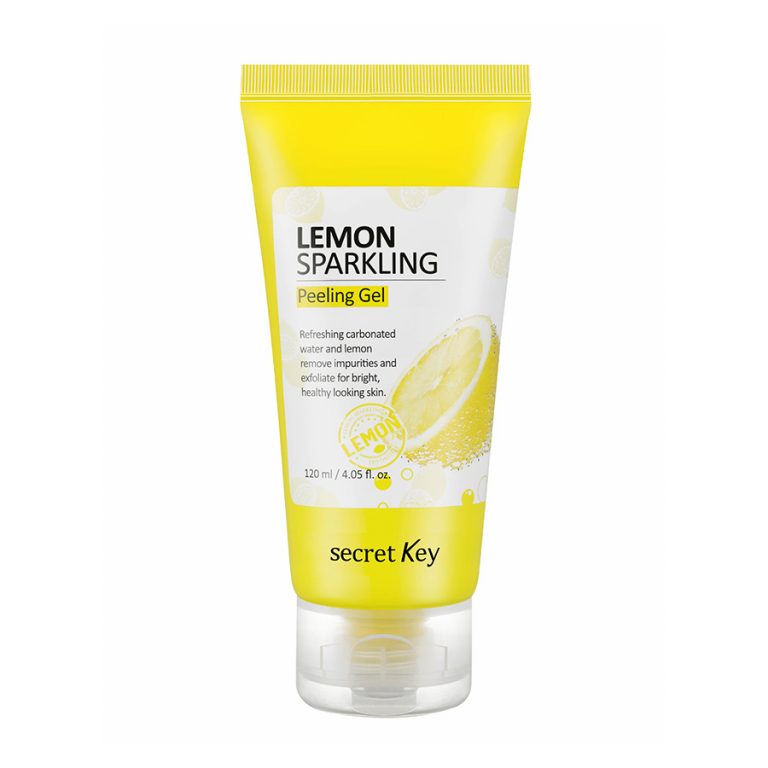 LEMON
SPARKLING
Peeling Gel
Refreshing carbonated
water and lemon
remove impurities and
exfoliate for bright,
healthy looking skin.
LEMON
120 ml / 4.05 fl. oz.
secret Key